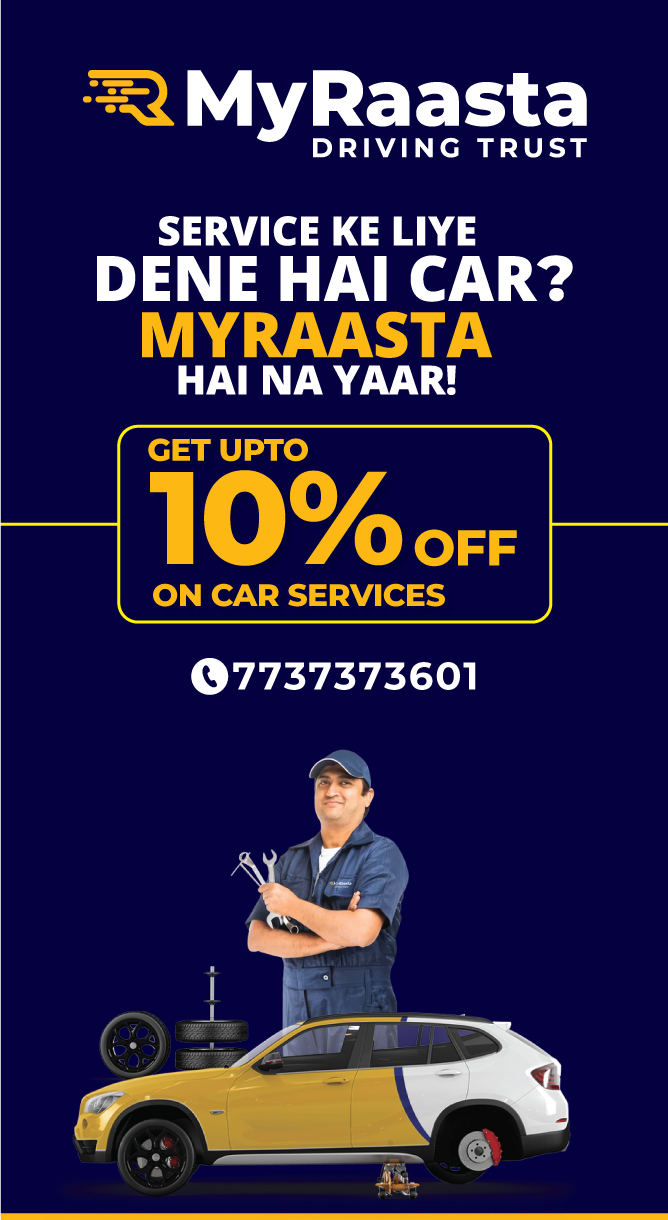 MyRaasta
DRIVING TRUST
SERVICE KE LIYE
DENE HAI CAR?
MYRAASTA
HAI NA YAAR!
GET UPTO
10% OFF
ON CAR SERVICES
7737373601
MyRaasta